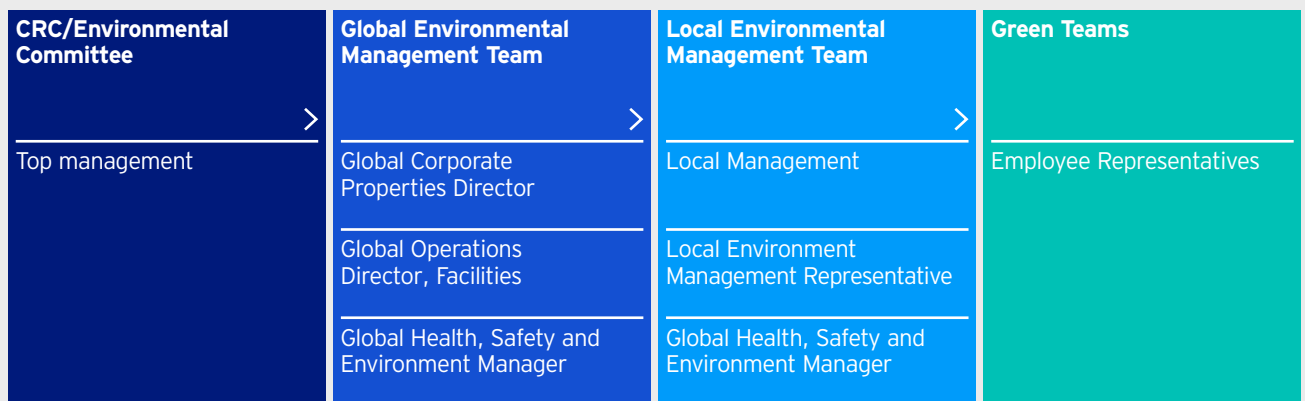 CRC/Environmental
Committee
Top management
Global Environmental
Management Team
Global Corporate
Properties Director
Global Operations
Director, Facilities
Global Health, Safety and
Environment Manager
Local Environmental
Management Team
Local Management
Local Environment
Management Representative
Global Health, Safety and
Environment Manager
Green Teams
Employee Representatives